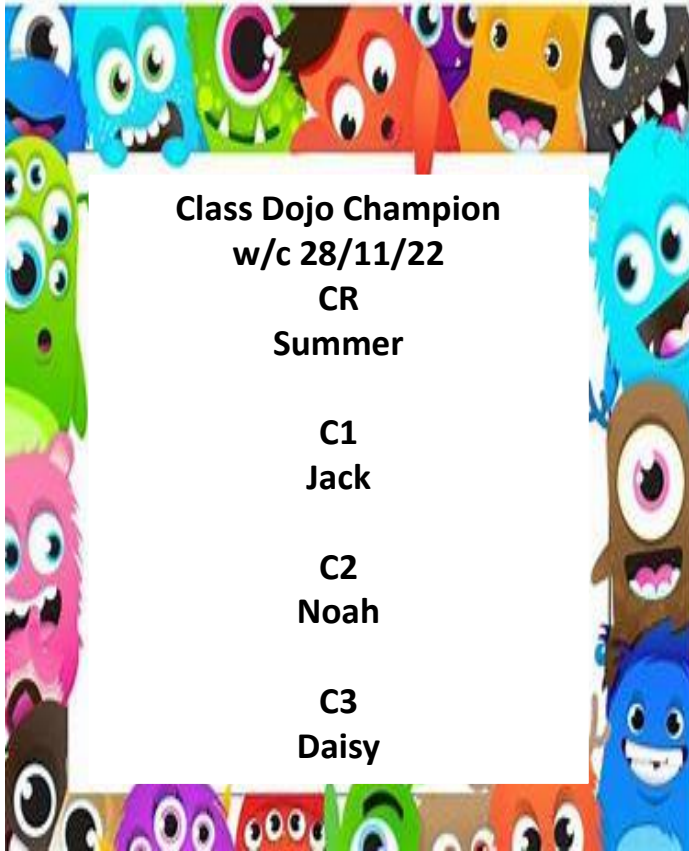 Class Dojo Champion
w/c 28/11/22
CR
Summer
C1
Jack
C2
Noah
C3
Daisy